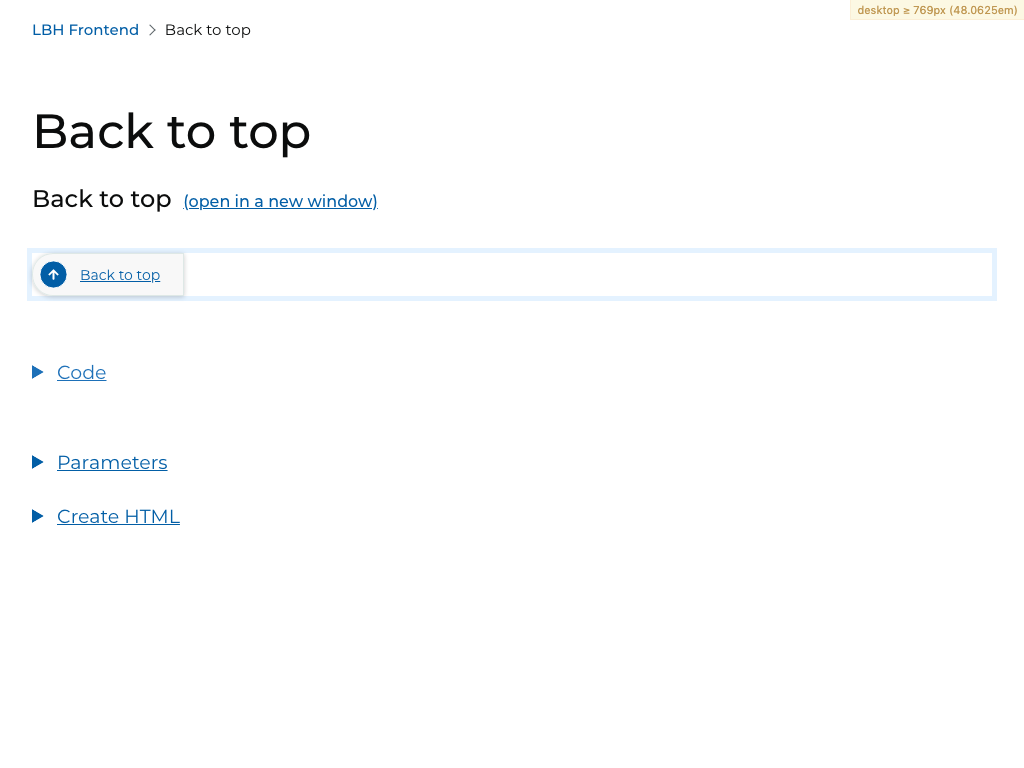 desktop ≥ 769px (48.0625em)
LBH Frontend Back to top
Back to top
Back to top (open in a new window)
Back to top
Code
Parameters
Create HTML